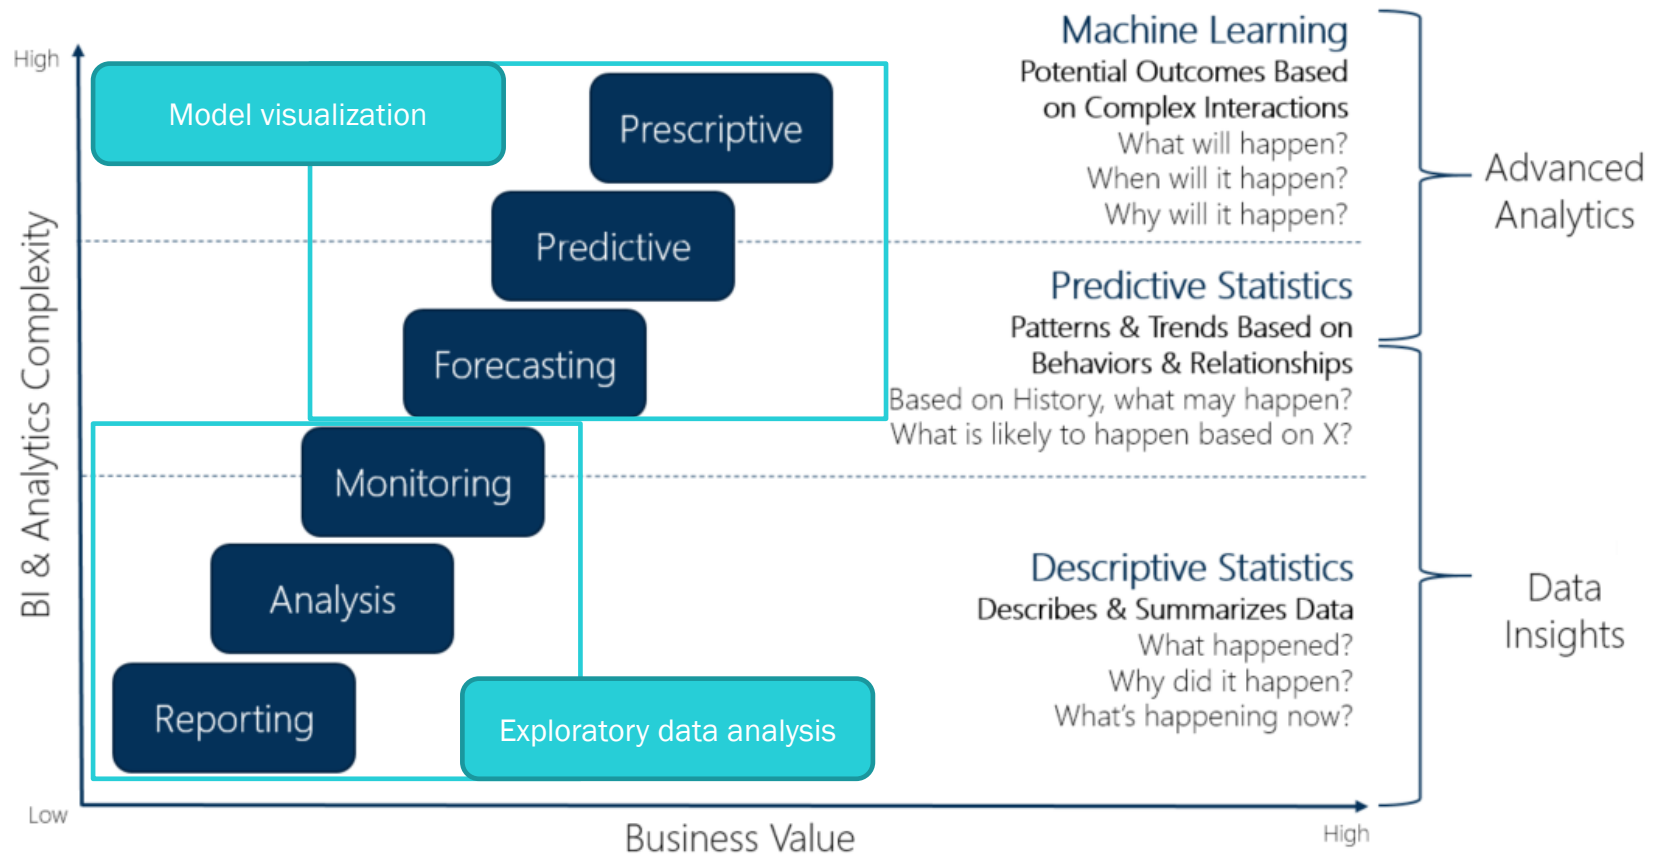 High
Model visualization
Prescriptive
Predictive
Forecasting
Monitoring
Analysis
Reporting
Exploratory data analysis
BI & Analytics Complexity
Low
Business Value
High
Machine Learning
Potential Outcomes Based
on Complex Interactions
What will happen?
When will it happen?
Why will it happen?
Predictive Statistics
Patterns & Trends Based on
Behaviors & Relationships
Based on History, what may happen?
What is likely to happen based on X?
Descriptive Statistics
Describes & Summarizes Data
What happened?
Why did it happen?
What's happening now?
Advanced
Analytics
Data
Insights